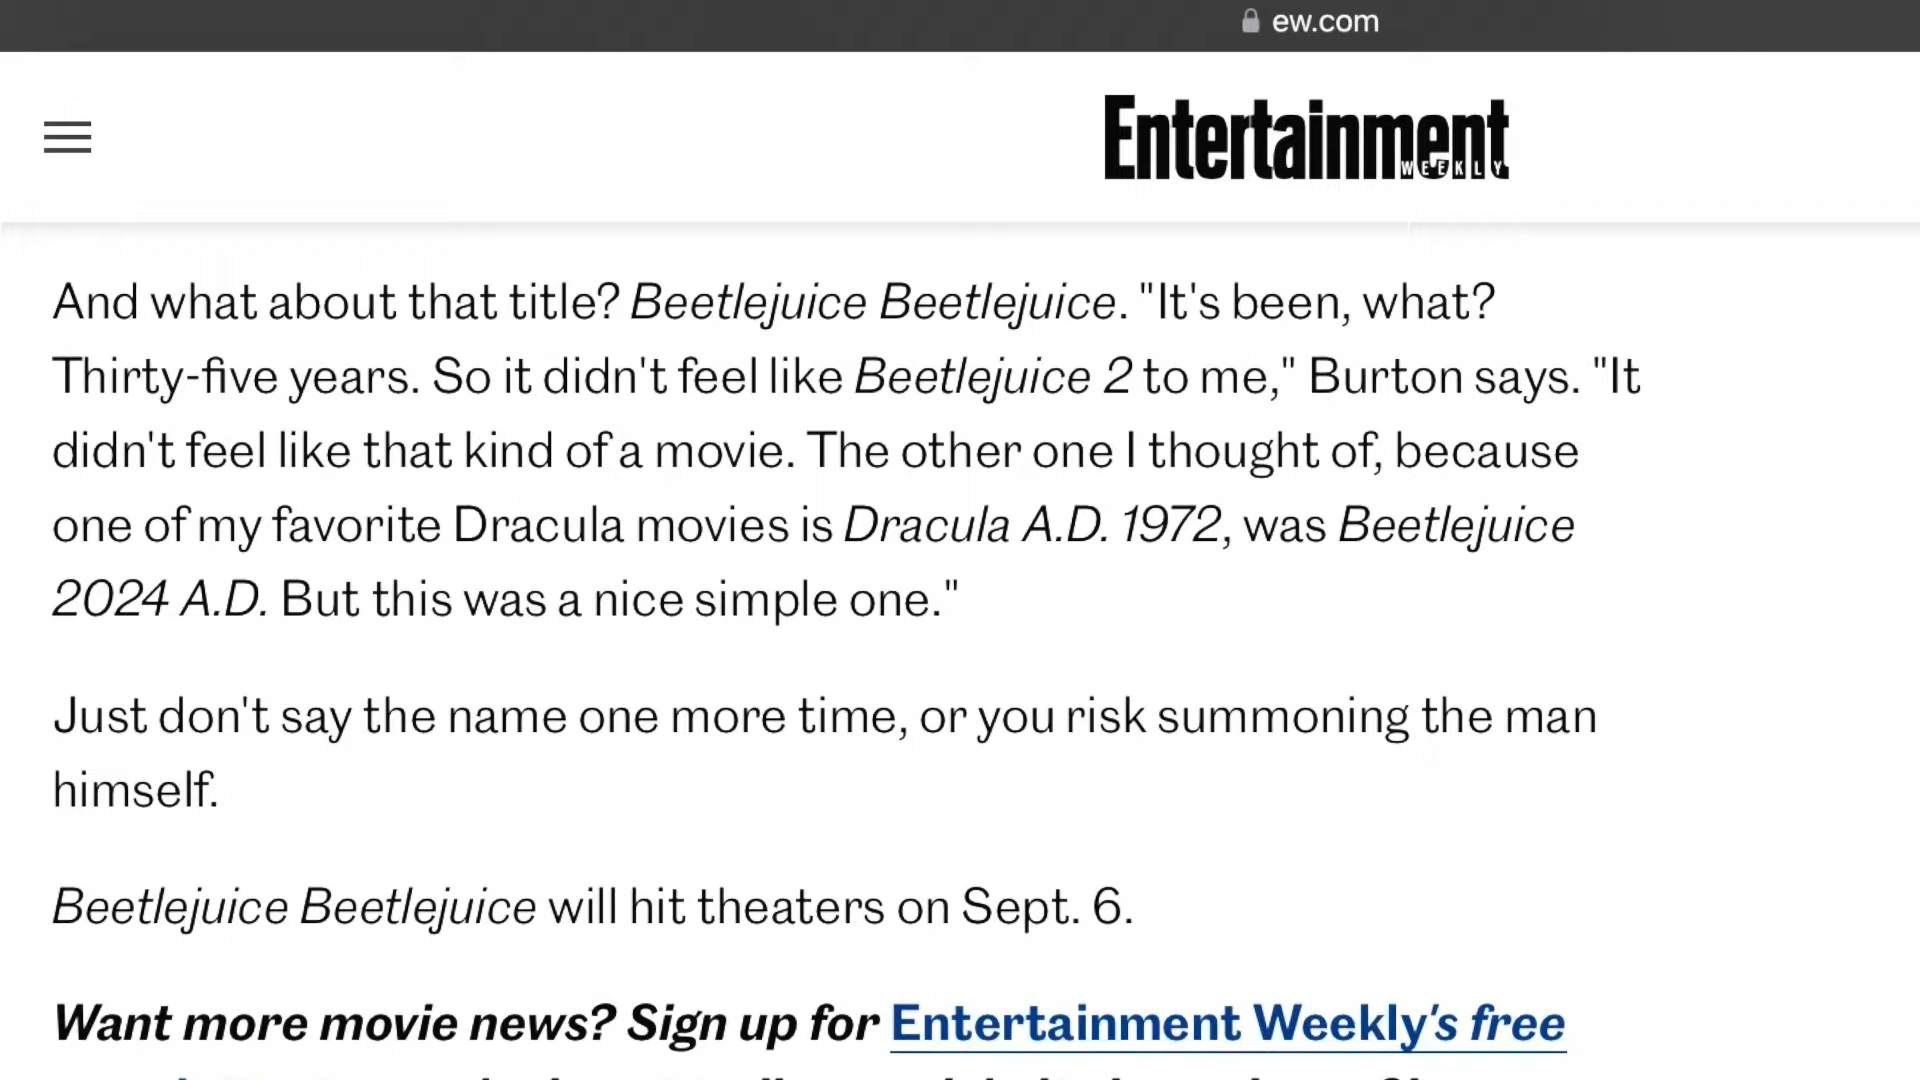 ew.com
Entertainment
WEEKLY
And what about that title? Beetlejuice Beetlejuice. "It's been, what?
Thirty-five years. So it didn't feel like Beetlejuice 2 to me," Burton says. "It
didn't feel like that kind of a movie. The other one I thought of, because
one of my favorite Dracula movies is Dracula A.D. 1972, was Beetlejuice
2024 A.D. But this was a nice simple one."
Just don't say the name one more time, or you risk summoning the man
himself.
Beetlejuice Beetlejuice will hit theaters on Sept. 6.
Want more movie news? Sign up for Entertainment Weekly's free